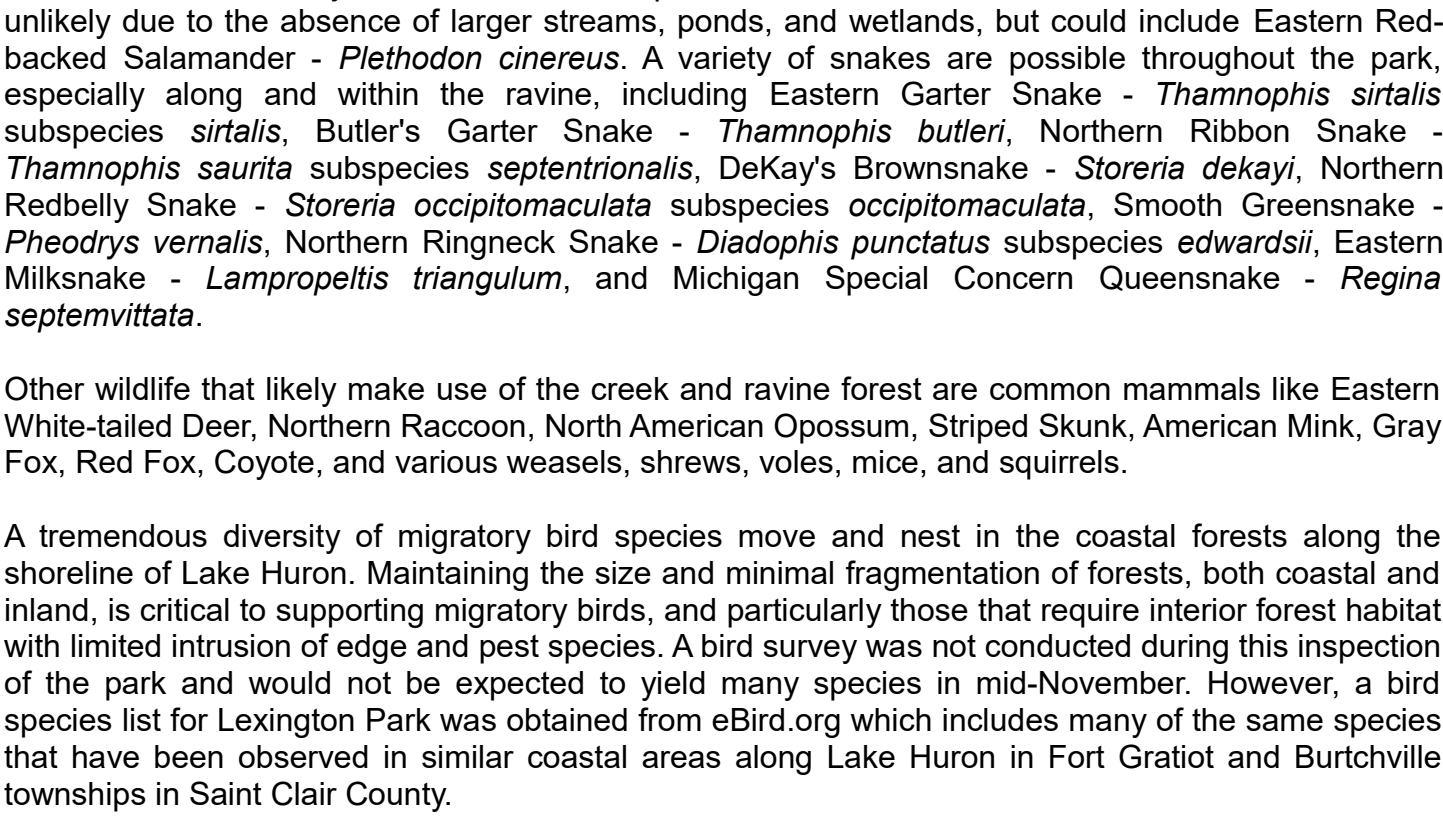 unlikely due to the absence of larger streams, ponds, and wetlands, but could include Eastern Red-
backed Salamander - Plethodon cinereus. A variety of snakes are possible throughout the park,
especially along and within the ravine, including Eastern Garter Snake - Thamnophis sirtalis
subspecies sirtalis, Butler's Garter Snake - Thamnophis butleri, Northern Ribbon Snake -
Thamnophis saurita subspecies septentrionalis, DeKay's Brownsnake - Storeria dekayi, Northern
Redbelly Snake - Storeria occipitomaculata subspecies occipitomaculata, Smooth Greensnake -
Pheodrys vernalis, Northern Ringneck Snake - Diadophis punctatus subspecies edwardsii, Eastern
Milksnake - Lampropeltis triangulum, and Michigan Special Concern Queensnake - Regina
septemvittata.
Other wildlife that likely make use of the creek and ravine forest are common mammals like Eastern
White-tailed Deer, Northern Raccoon, North American Opossum, Striped Skunk, American Mink, Gray
Fox, Red Fox, Coyote, and various weasels, shrews, voles, mice, and squirrels.
A tremendous diversity of migratory bird species move and nest in the coastal forests along the
shoreline of Lake Huron. Maintaining the size and minimal fragmentation of forests, both coastal and
inland, is critical to supporting migratory birds, and particularly those that require interior forest habitat
with limited intrusion of edge and pest species. A bird survey was not conducted during this inspection
of the park and would not be expected to yield many species in mid-November. However, a bird
species list for Lexington Park was obtained from eBird.org which includes many of the same species
that have been observed in similar coastal areas along Lake Huron in Fort Gratiot and Burtchville
townships in Saint Clair County.